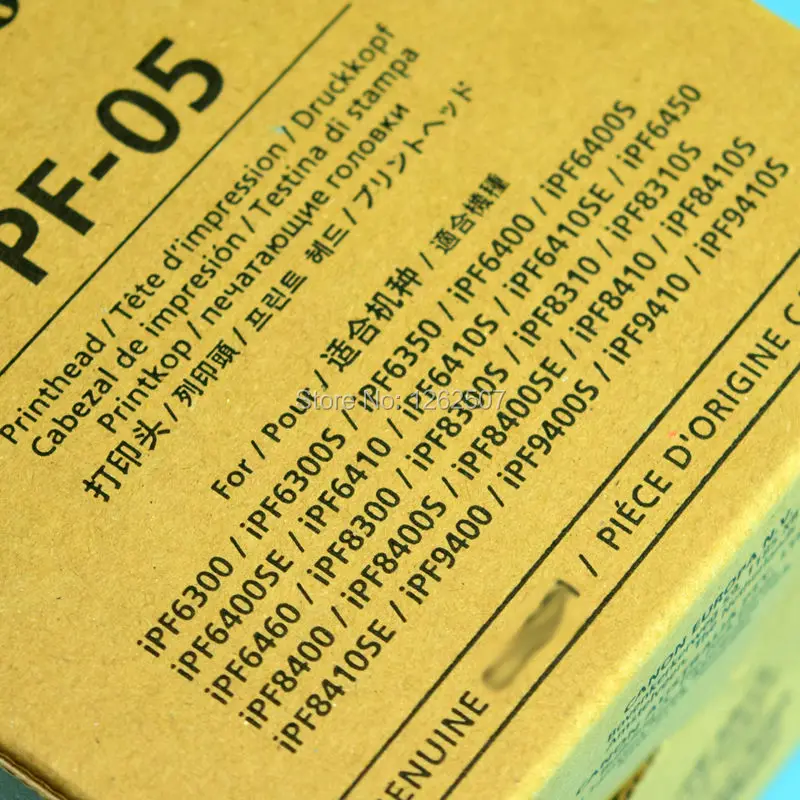 PF-05
Printhead / Tête d'impression / Druckkopf
Cabezal de impresión / Testina di stampa
Printkop / печатающие головки
打印头 / 列印頭 / 프린트 헤드 / プリントヘッド
For / Pour / 适合机种 / 適合機種
iPF6300 / iPF6300S / iPF6350 / iPF6400 / iPF6400S
iPF6400SE / iPF6410 / iPF6410S / iPF6410SE / iPF6450
iPF6460 / iPF8300 / iPF8300S / iPF8310 / iPF8310S
iPF8400 / iPF8400S / iPF8400SE / iPF8410 / iPF8410S
iPF8410SE / iPF9400 / iPF9400S / iPF9410 / iPF9410S
GENUINE / PIÉCE D'ORIGINE
CANON EUROPA N.V.
Store No: 1262507